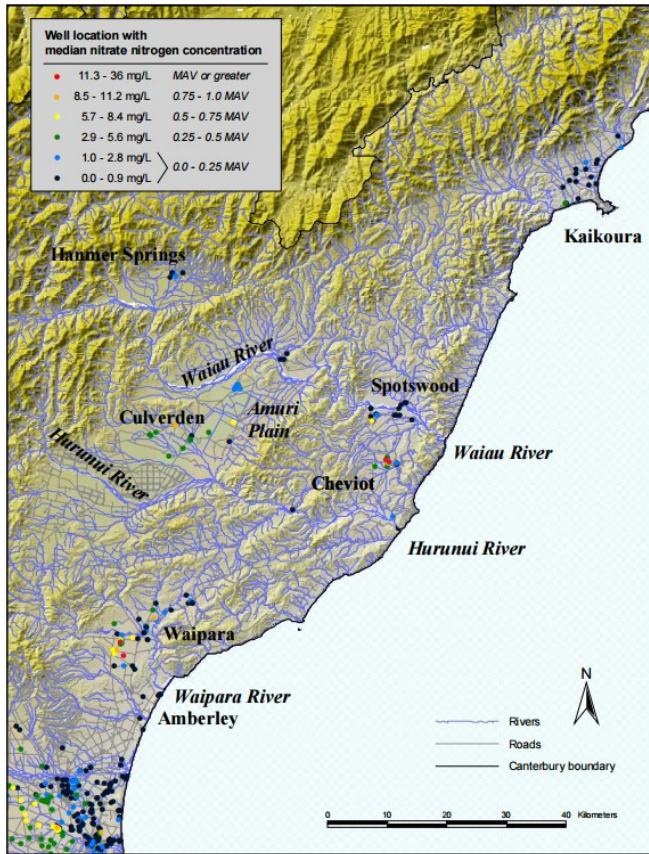 Well location with
median nitrate nitrogen concentration
11.3 - 36 mg/L MAV or greater
8.5 - 11.2 mg/L 0.75 - 1.0 MAV
5.7 - 8.4 mg/L 0.5 - 0.75 MAV
2.9 - 5.6 mg/L 0.25 - 0.5 MAV
1.0 - 2.8 mg/L
0.0 - 0.25 MAV
0.0 - 0.9 mg/L
Kaikoura
Hanmer Springs
Waiau River
Spotswood
Culverden
Amuri
Plain
Waiau River
Hurunui River
Cheviot
Hurunui River
Waipara
Waipara River
Amberley
N
Rivers
Roads
Canterbury boundary
0 10 20 30 40 Kilometers